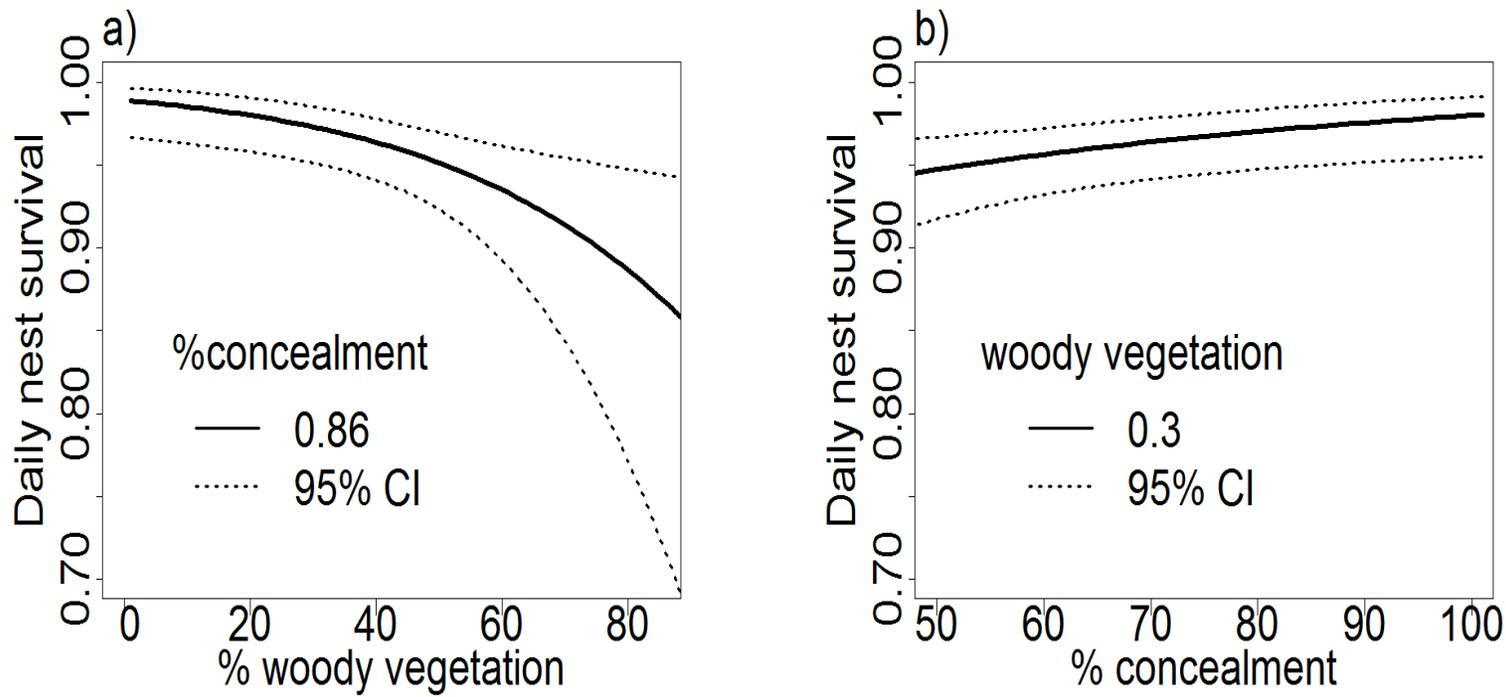 a)
Daily nest survival
1.00
0.90
0.80
0.70
%concealment
0.86
95% CI
0 20 40 60 80
% woody vegetation
b)
Daily nest survival
1.00
0.90
0.80
0.70
woody vegetation
0.3
95% CI
50 60 70 80 90 100
% concealment